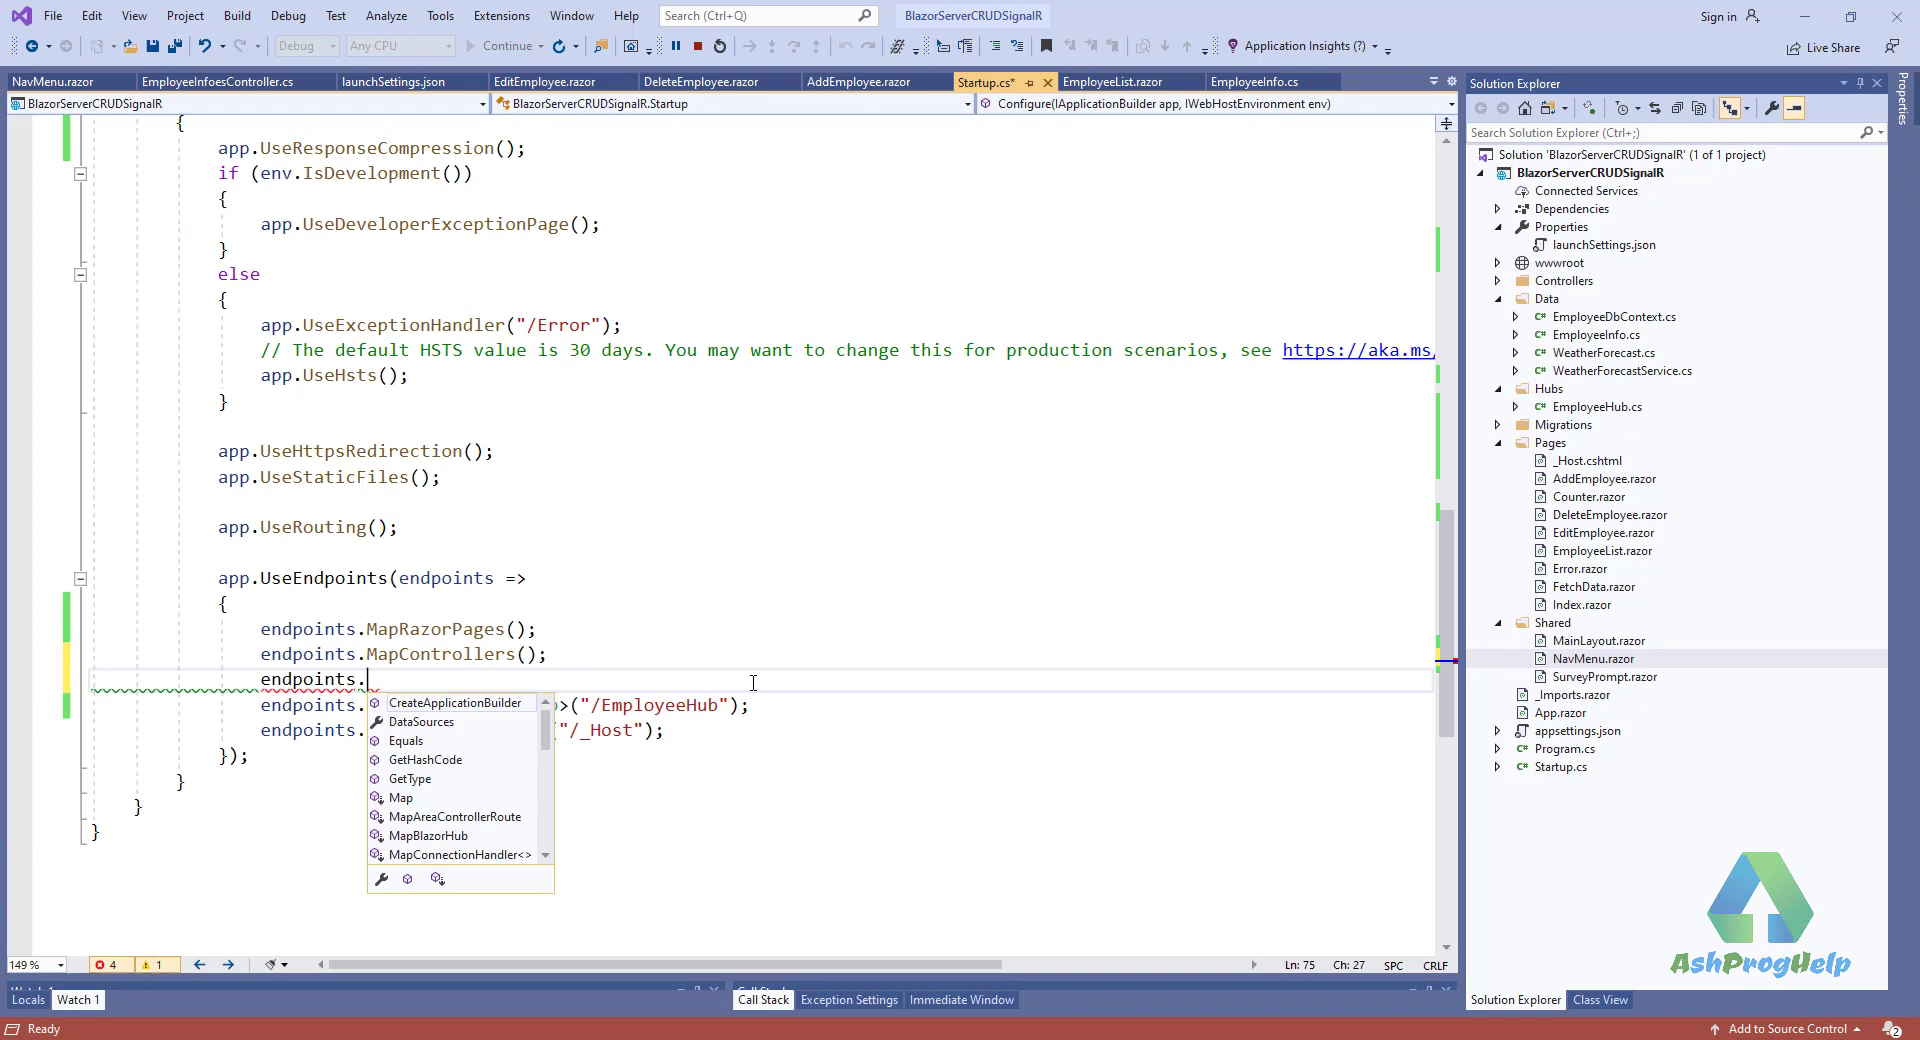 File Edit View Project Build Debug Test Analyze Tools Extensions Window Help Search (Ctrl+Q) BlazorServerCRUDSignalR Sign in
Debug Any CPU Continue Application Insights (?) Live Share
NavMenu.razor EmployeeInfoesController.cs launchSettings.json EditEmployee.razor DeleteEmployee.razor AddEmployee.razor Startup.cs* EmployeeList.razor EmployeeInfo.cs
BlazorServerCRUDSignalR BlazorServerCRUDSignalR.Startup Configure(IApplicationBuilder app, IWebHostEnvironment env)
{
app.UseResponseCompression();
if (env.IsDevelopment())
{
app.UseDeveloperExceptionPage();
}
else
{
app.UseExceptionHandler("/Error");
// The default HSTS value is 30 days. You may want to change this for production scenarios, see https://aka.ms/
app.UseHsts();
}
app.UseHttpsRedirection();
app.UseStaticFiles();
app.UseRouting();
app.UseEndpoints(endpoints =>
{
endpoints.MapRazorPages();
endpoints.MapControllers();
endpoints.
endpoints. >("/EmployeeHub");
endpoints. ("/_Host");
});
}
}
}
CreateApplicationBuilder
DataSources
Equals
GetHashCode
GetType
Map
MapAreaControllerRoute
MapBlazorHub
MapConnectionHandler<>
149 % 4 1 Ln: 75 Ch: 27 SPC CRLF
Locals Watch 1 Call Stack Exception Settings Immediate Window
Ready Add to Source Control 2
Solution Explorer
Search Solution Explorer (Ctrl+;)
Solution 'BlazorServerCRUDSignalR' (1 of 1 project)
BlazorServerCRUDSignalR
Connected Services
Dependencies
Properties
launchSettings.json
wwwroot
Controllers
Data
EmployeeDbContext.cs
EmployeeInfo.cs
WeatherForecast.cs
WeatherForecastService.cs
Hubs
EmployeeHub.cs
Migrations
Pages
_Host.cshtml
AddEmployee.razor
Counter.razor
DeleteEmployee.razor
EditEmployee.razor
EmployeeList.razor
Error.razor
FetchData.razor
Index.razor
Shared
MainLayout.razor
NavMenu.razor
SurveyPrompt.razor
_Imports.razor
App.razor
appsettings.json
Program.cs
Startup.cs
AshProgHelp
Solution Explorer Class View
Properties